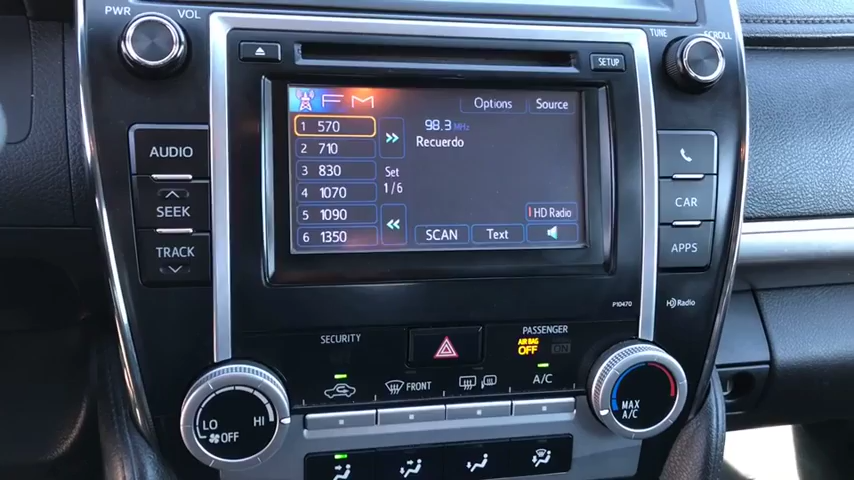 PWR
VOL
TUNE
SCROLL
SETUP
FM
Options
Source
1 570
98.3 MHz
2 710
Recuerdo
3 830
Set
4 1070
1/6
5 1090
HD Radio
6 1350
SCAN
Text
AUDIO
SEEK
TRACK
CAR
APPS
P10470
HD Radio
SECURITY
PASSENGER
AIR BAG
OFF
ON
FRONT
A/C
LO
HI
OFF
MAX
A/C